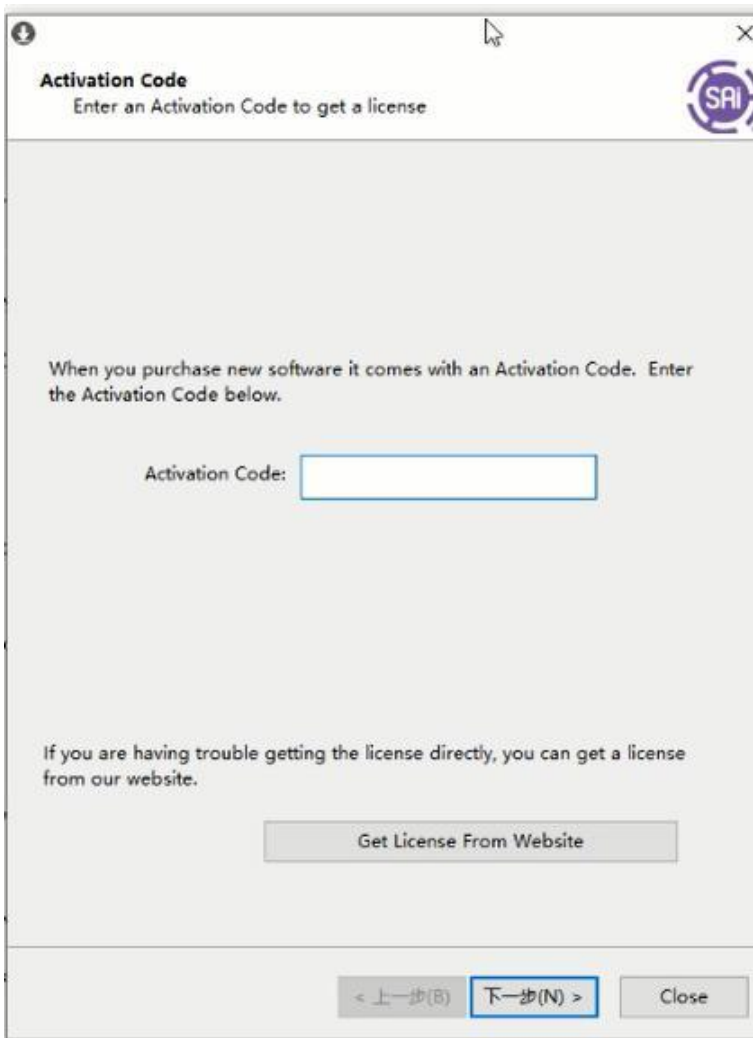 Activation Code
Enter an Activation Code to get a license
SAi
When you purchase new software it comes with an Activation Code.  Enter
the Activation Code below.
Activation Code:
If you are having trouble getting the license directly, you can get a license
from our website.
Get License From Website
< 上一步(B)
下一步(N) >
Close